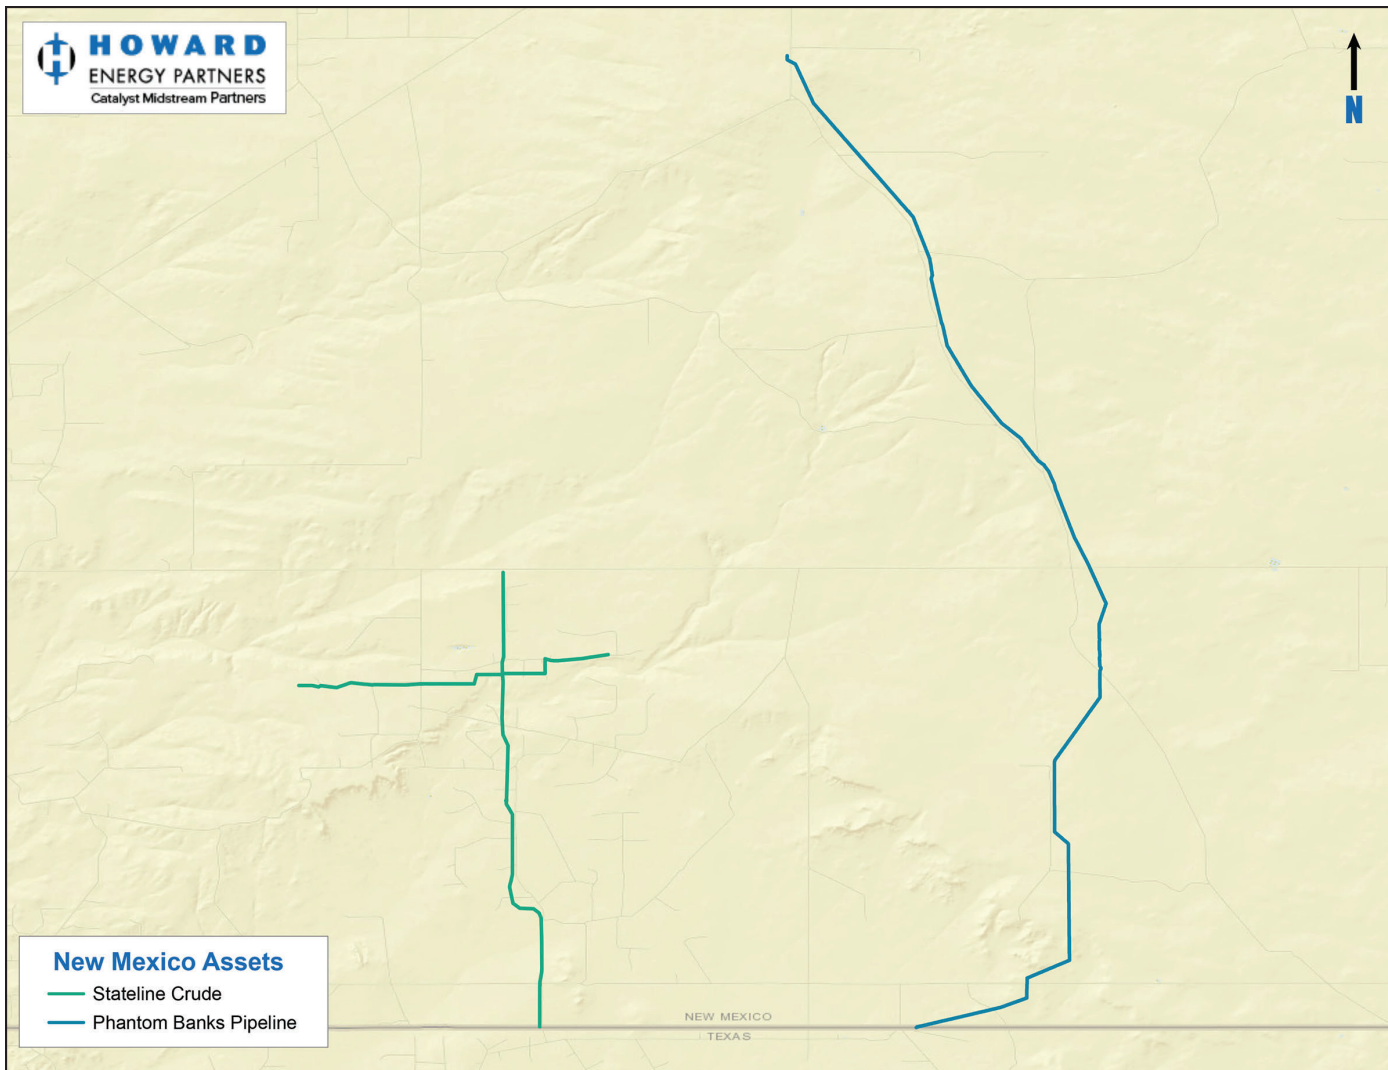 HOWARD
ENERGY PARTNERS
Catalyst Midstream Partners
N
New Mexico Assets
Stateline Crude
Phantom Banks Pipeline
NEW MEXICO
TEXAS